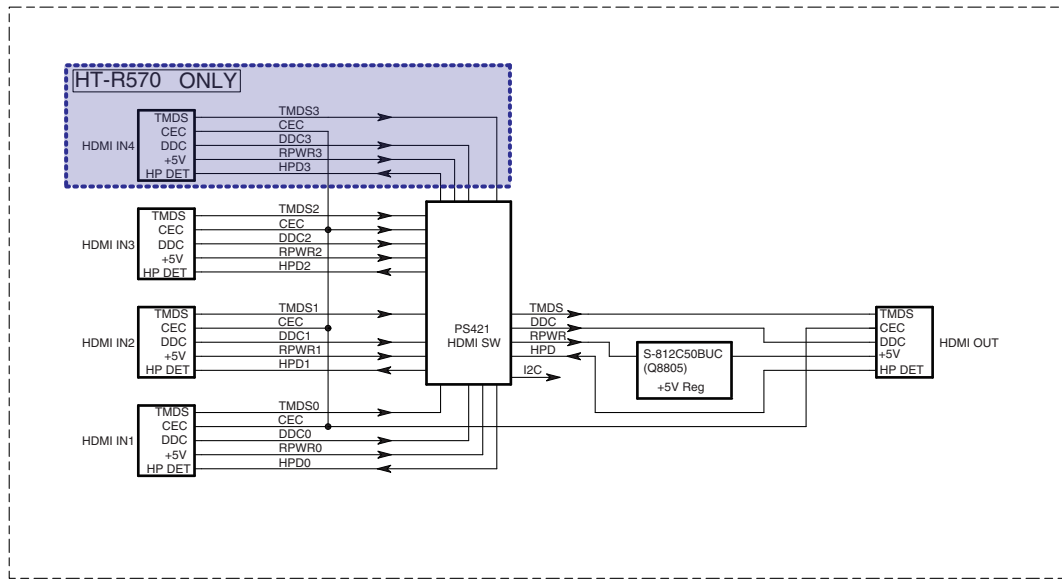 HT-R570 ONLY
HDMI IN4
TMDS
CEC
DDC
+5V
HP DET
TMDS3
CEC
DDC3
RPWR3
HPD3
HDMI IN3
TMDS
CEC
DDC
+5V
HP DET
TMDS2
CEC
DDC2
RPWR2
HPD2
HDMI IN2
TMDS
CEC
DDC
+5V
HP DET
TMDS1
CEC
DDC1
RPWR1
HPD1
HDMI IN1
TMDS
CEC
DDC
+5V
HP DET
TMDS0
CEC
DDC0
RPWR0
HPD0
PS421
HDMI SW
TMDS
DDC
RPWR
HPD
I2C
S-812C50BUC
(Q8805)
+5V Reg
TMDS
CEC
DDC
+5V
HP DET
HDMI OUT